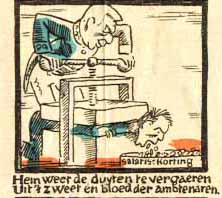 salaris=korting
Hein weet de duyten te vergaeren
Uit 't zweet en bloed der ambtenaren.